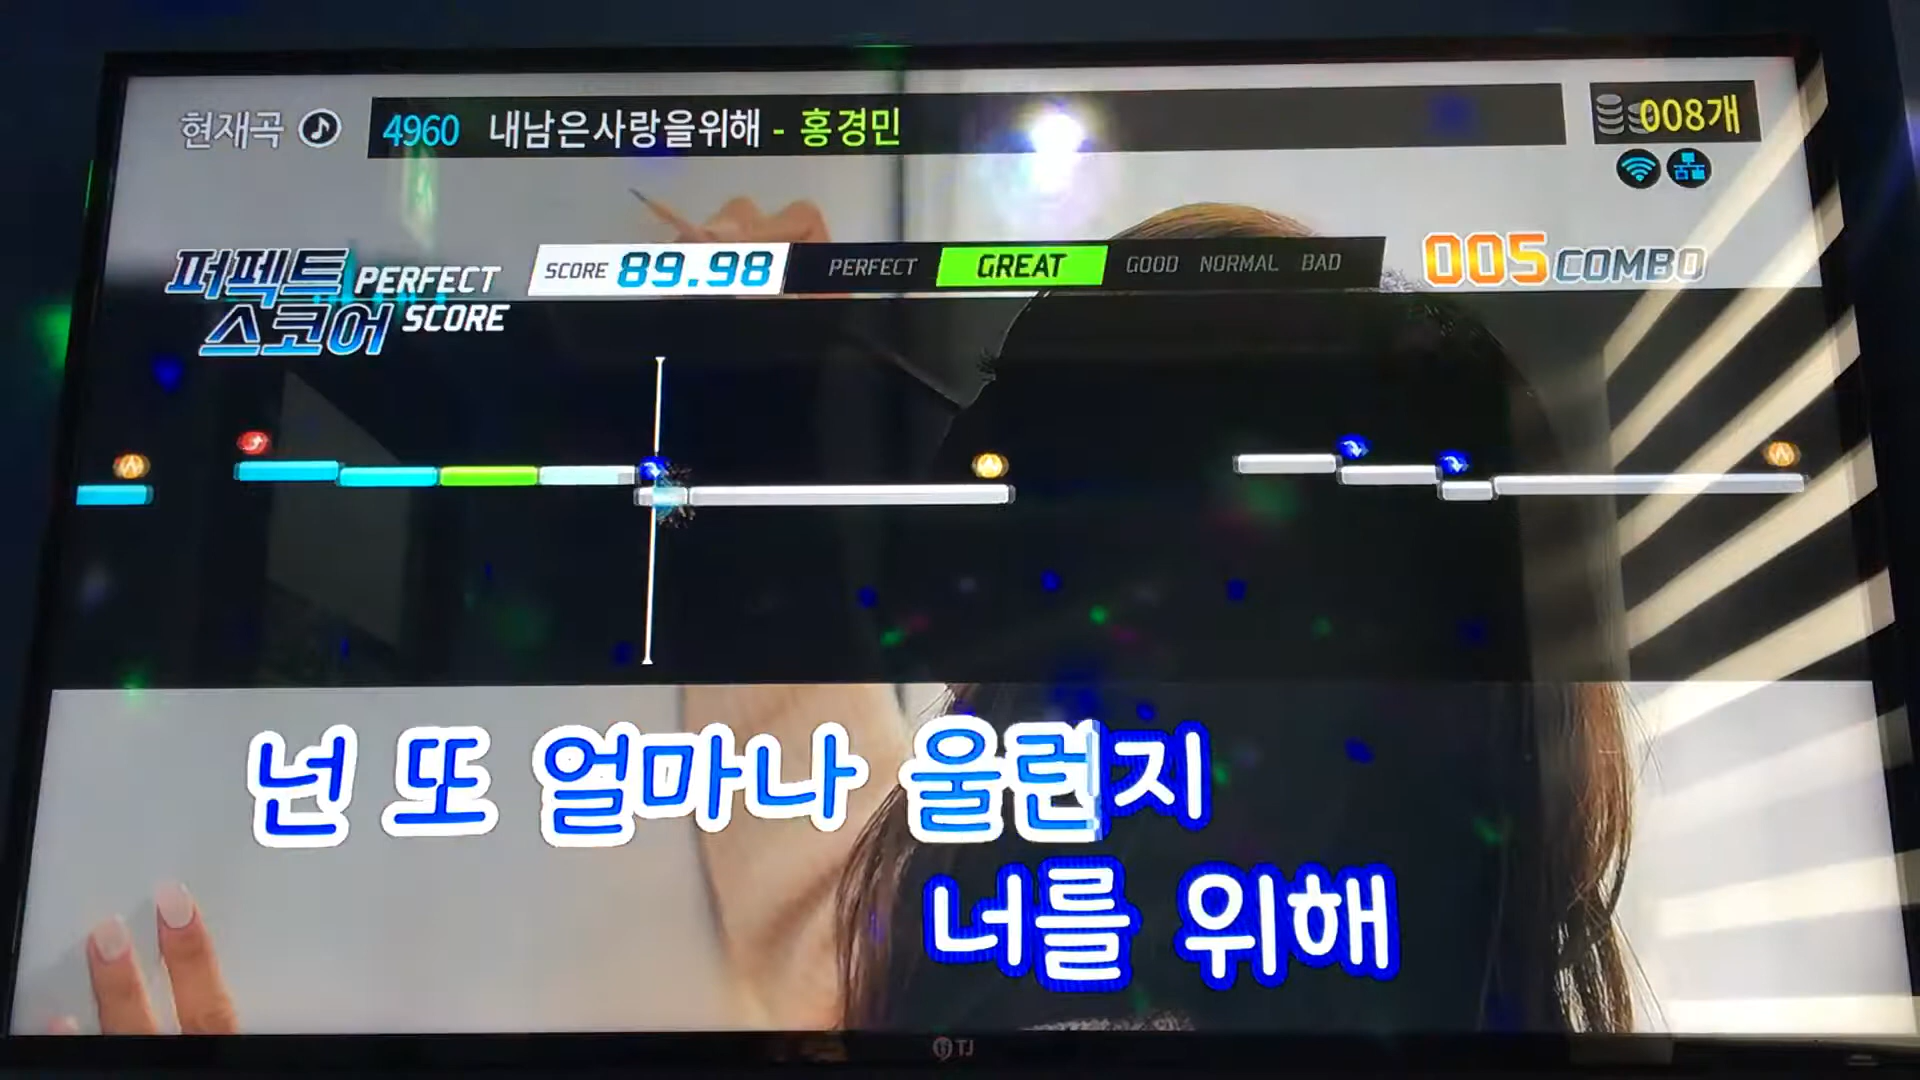 현재곡 4960 내남은사랑을위해 - 홍경민 008개
퍼펙트 PERFECT
스코어 SCORE
SCORE 89.98 PERFECT GREAT GOOD NORMAL BAD 005 COMBO
넌 또 얼마나 울런지
너를 위해
TJ